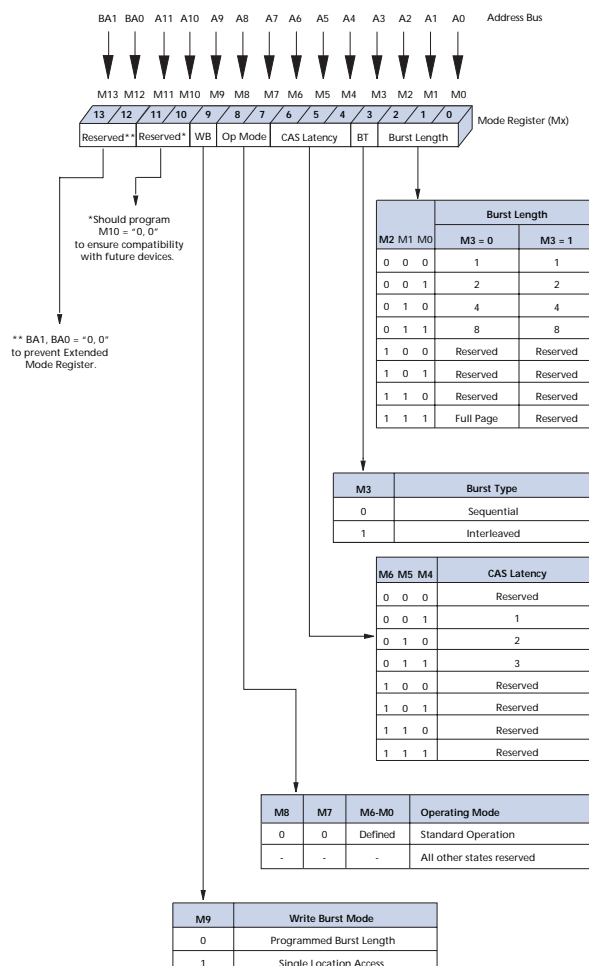 BA1 BA0 A11 A10 A9 A8 A7 A6 A5 A4 A3 A2 A1 A0 Address Bus
M13 M12 M11 M10 M9 M8 M7 M6 M5 M4 M3 M2 M1 M0
13 12 11 10 9 8 7 6 5 4 3 2 1 0
Mode Register (Mx)
Reserved** Reserved* WB Op Mode CAS Latency BT Burst Length
*Should program
M10 = “0, 0”
to ensure compatibility
with future devices.
** BA1, BA0 = “0, 0”
to prevent Extended
Mode Register.
Burst Length
M2 M1 M0 M3 = 0 M3 = 1
0 0 0 1 1
0 0 1 2 2
0 1 0 4 4
0 1 1 8 8
1 0 0 Reserved Reserved
1 0 1 Reserved Reserved
1 1 0 Reserved Reserved
1 1 1 Full Page Reserved
M3 Burst Type
0 Sequential
1 Interleaved
M6 M5 M4 CAS Latency
0 0 0 Reserved
0 0 1 1
0 1 0 2
0 1 1 3
1 0 0 Reserved
1 0 1 Reserved
1 1 0 Reserved
1 1 1 Reserved
M8 M7 M6-M0 Operating Mode
0 0 Defined Standard Operation
- - - All other states reserved
M9 Write Burst Mode
0 Programmed Burst Length
1 Single Location Access